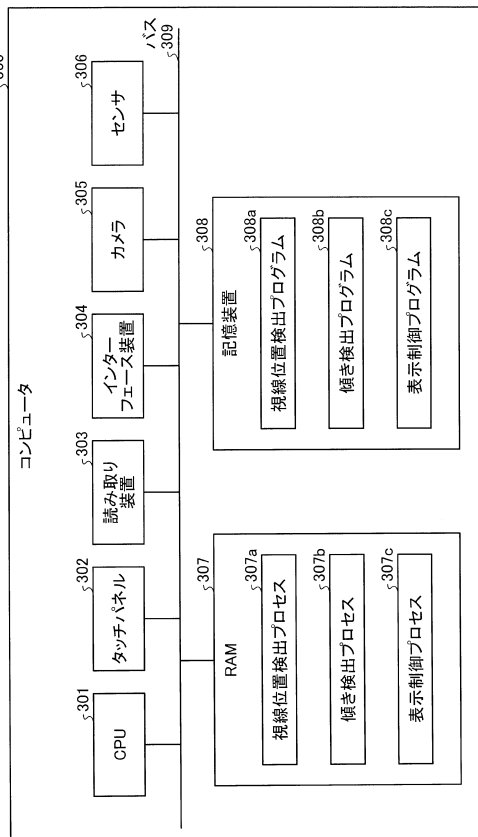 コンピュータ
301
CPU
302
タッチパネル
303
読み取り
装置
304
インター
フェース装置
305
カメラ
306
センサ
バス
309
307
RAM
307a
視線位置検出プロセス
307b
傾き検出プロセス
307c
表示制御プロセス
308
記憶装置
308a
視線位置検出プログラム
308b
傾き検出プログラム
308c
表示制御プログラム